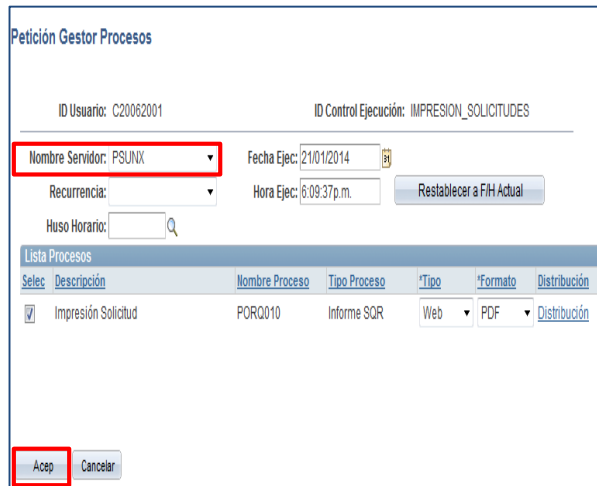 Petición Gestor Procesos
ID Usuario: C20062001 ID Control Ejecución: IMPRESION_SOLICITUDES
Nombre Servidor: PSUNX Fecha Ejec: 21/01/2014 31
Recurrencia: Hora Ejec: 6:09:37p.m. Restablecer a F/H Actual
Huso Horario:
Lista Procesos
Selec Descripción Nombre Proceso Tipo Proceso *Tipo *Formato Distribución
Impresión Solicitud PORQ010 Informe SQR Web PDF Distribución
Acep Cancelar